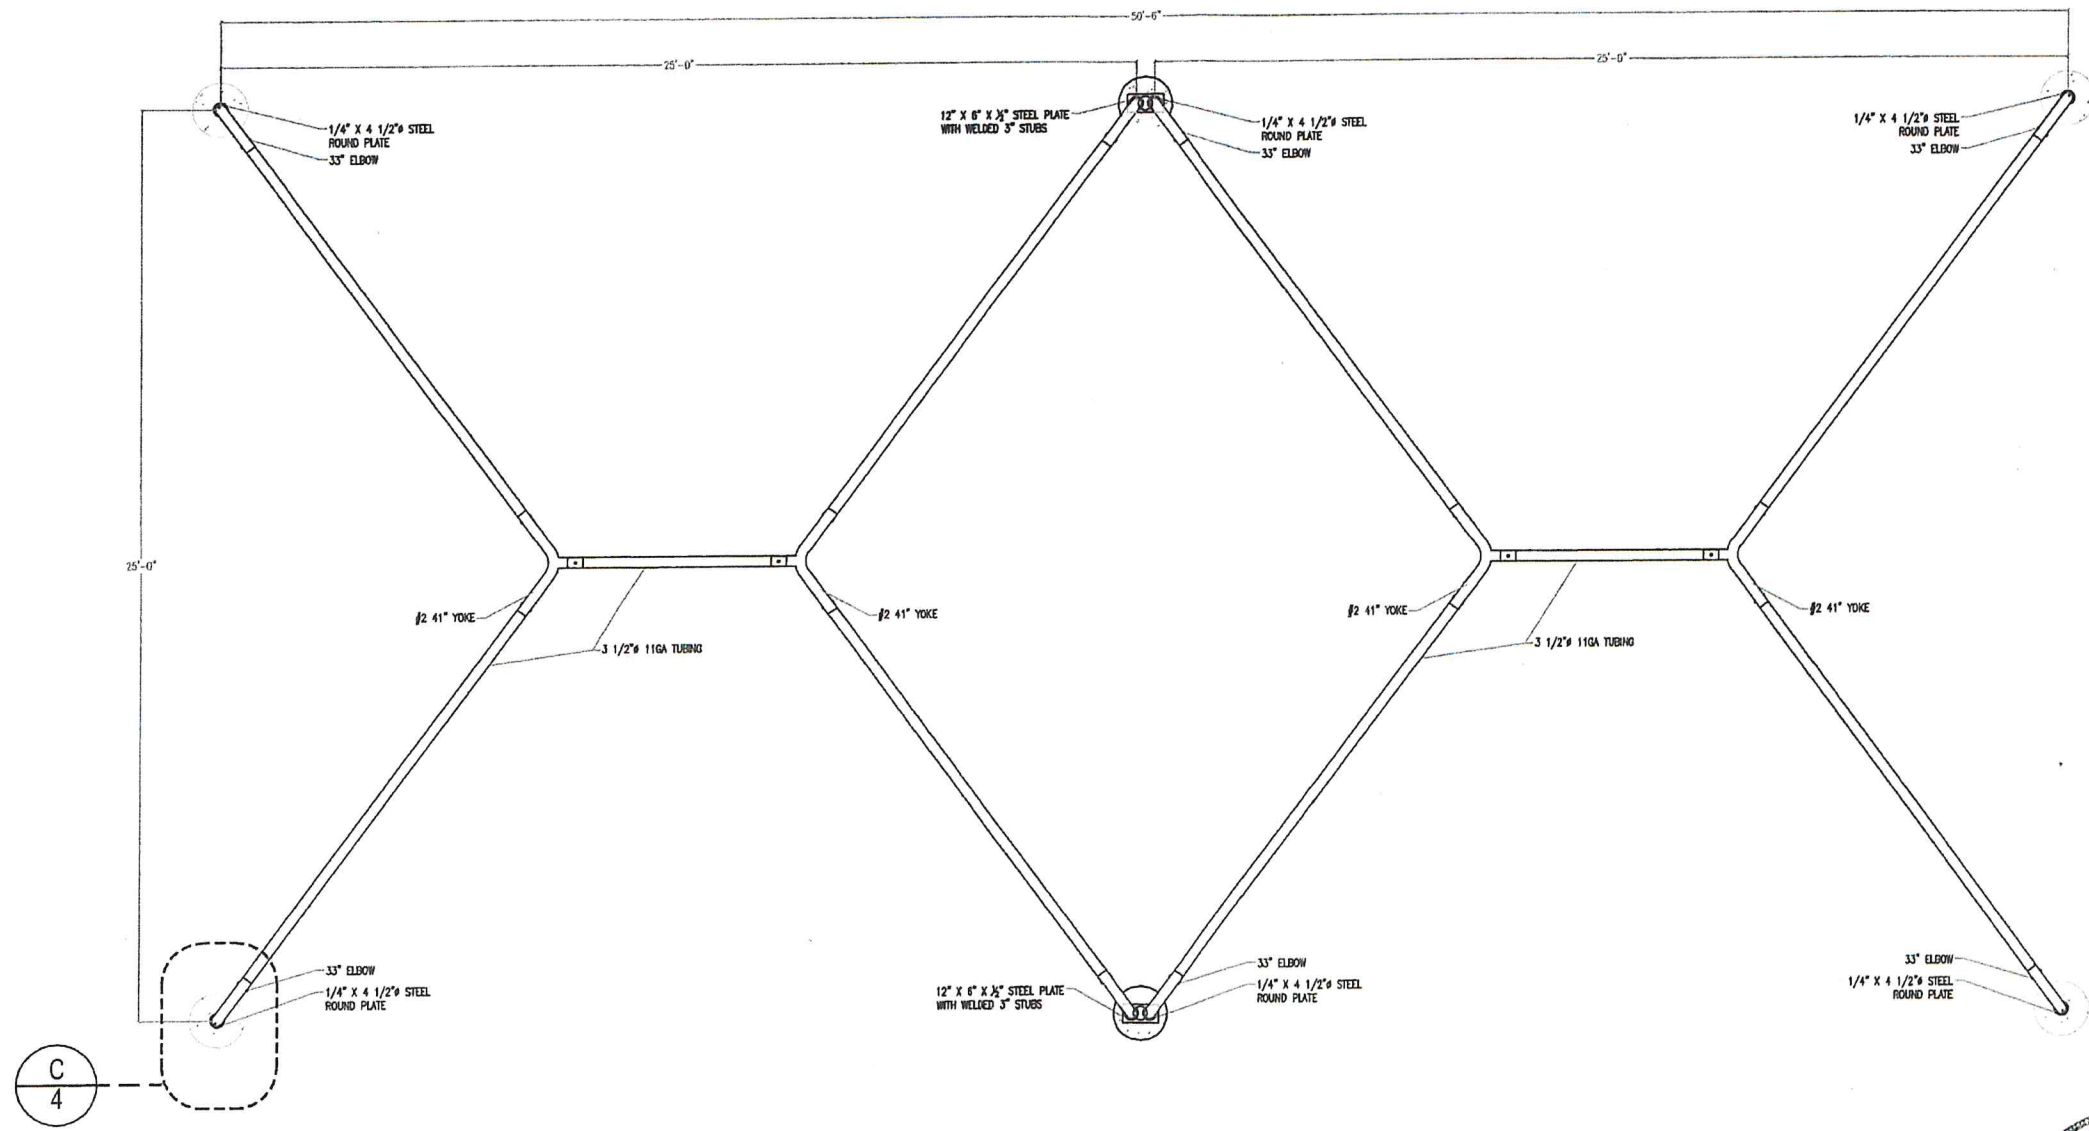 50'-6"
25'-0"
25'-0"
12" X 6" X ½" STEEL PLATE
WITH WELDED 3" STUBS
1/4" X 4 1/2"ø STEEL
ROUND PLATE
33° ELBOW
1/4" X 4 1/2"ø STEEL
ROUND PLATE
33° ELBOW
1/4" X 4 1/2"ø STEEL
ROUND PLATE
33° ELBOW
25'-0"
#2 41° YOKE
#2 41° YOKE
#2 41° YOKE
#2 41° YOKE
3 1/2"ø 11GA TUBING
3 1/2"ø 11GA TUBING
33° ELBOW
1/4" X 4 1/2"ø STEEL
ROUND PLATE
12" X 6" X ½" STEEL PLATE
WITH WELDED 3" STUBS
33° ELBOW
1/4" X 4 1/2"ø STEEL
ROUND PLATE
33° ELBOW
1/4" X 4 1/2"ø STEEL
ROUND PLATE
C
4